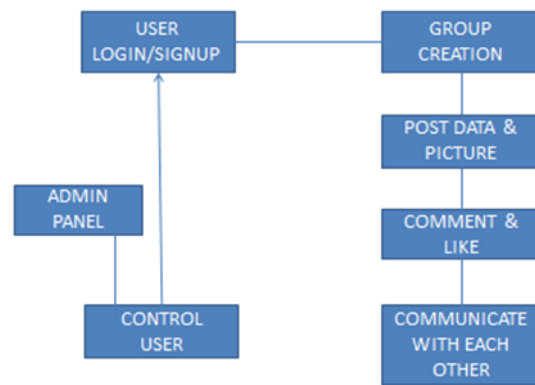 USER
LOGIN/SIGNUP
GROUP
CREATION
POST DATA &
PICTURE
ADMIN
PANEL
COMMENT &
LIKE
CONTROL
USER
COMMUNICATE
WITH EACH
OTHER